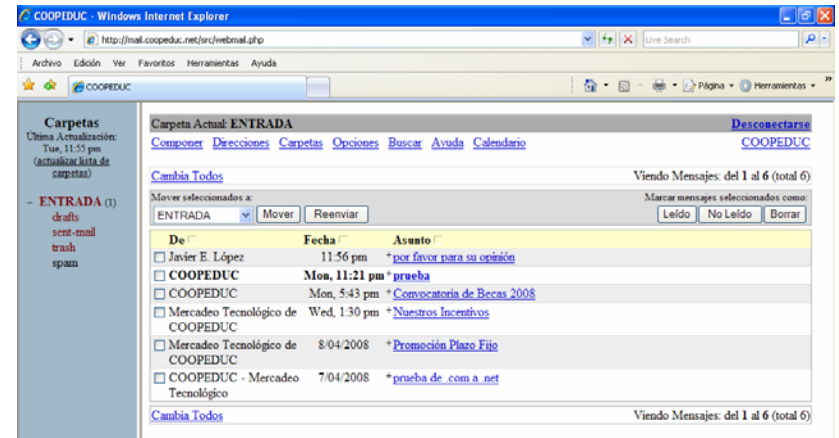 COOPEDUC - Windows Internet Explorer
http://mail.coopeduc.net/src/webmail.php
Live Search
Archivo Edición Ver Favoritos Herramientas Ayuda
COOPEDUC
Página Herramientas
Carpetas
Última Actualización:
Tue, 11:55 pm
(actualizar lista de
carpetas)
- ENTRADA (1)
drafts
sent-mail
trash
spam
Carpeta Actual: ENTRADA Desconectarse
Componer Direcciones Carpetas Opciones Buscar Ayuda Calendario COOPEDUC
Cambia Todos Viendo Mensajes: del 1 al 6 (total 6)
Mover seleccionados a: Marcar mensajes seleccionados como:
ENTRADA Mover Reenviar Leído No Leído Borrar
De Fecha Asunto
Javier E. López 11:56 pm + por favor para su opinión
COOPEDUC Mon, 11:21 pm + prueba
COOPEDUC Mon, 5:43 pm + Convocatoria de Becas 2008
Mercadeo Tecnológico de Wed, 1:30 pm + Nuestros Incentivos
COOPEDUC
Mercadeo Tecnológico de 8/04/2008 + Promoción Plazo Fijo
COOPEDUC
COOPEDUC - Mercadeo 7/04/2008 + prueba de .com a .net
Tecnológico
Cambia Todos Viendo Mensajes: del 1 al 6 (total 6)